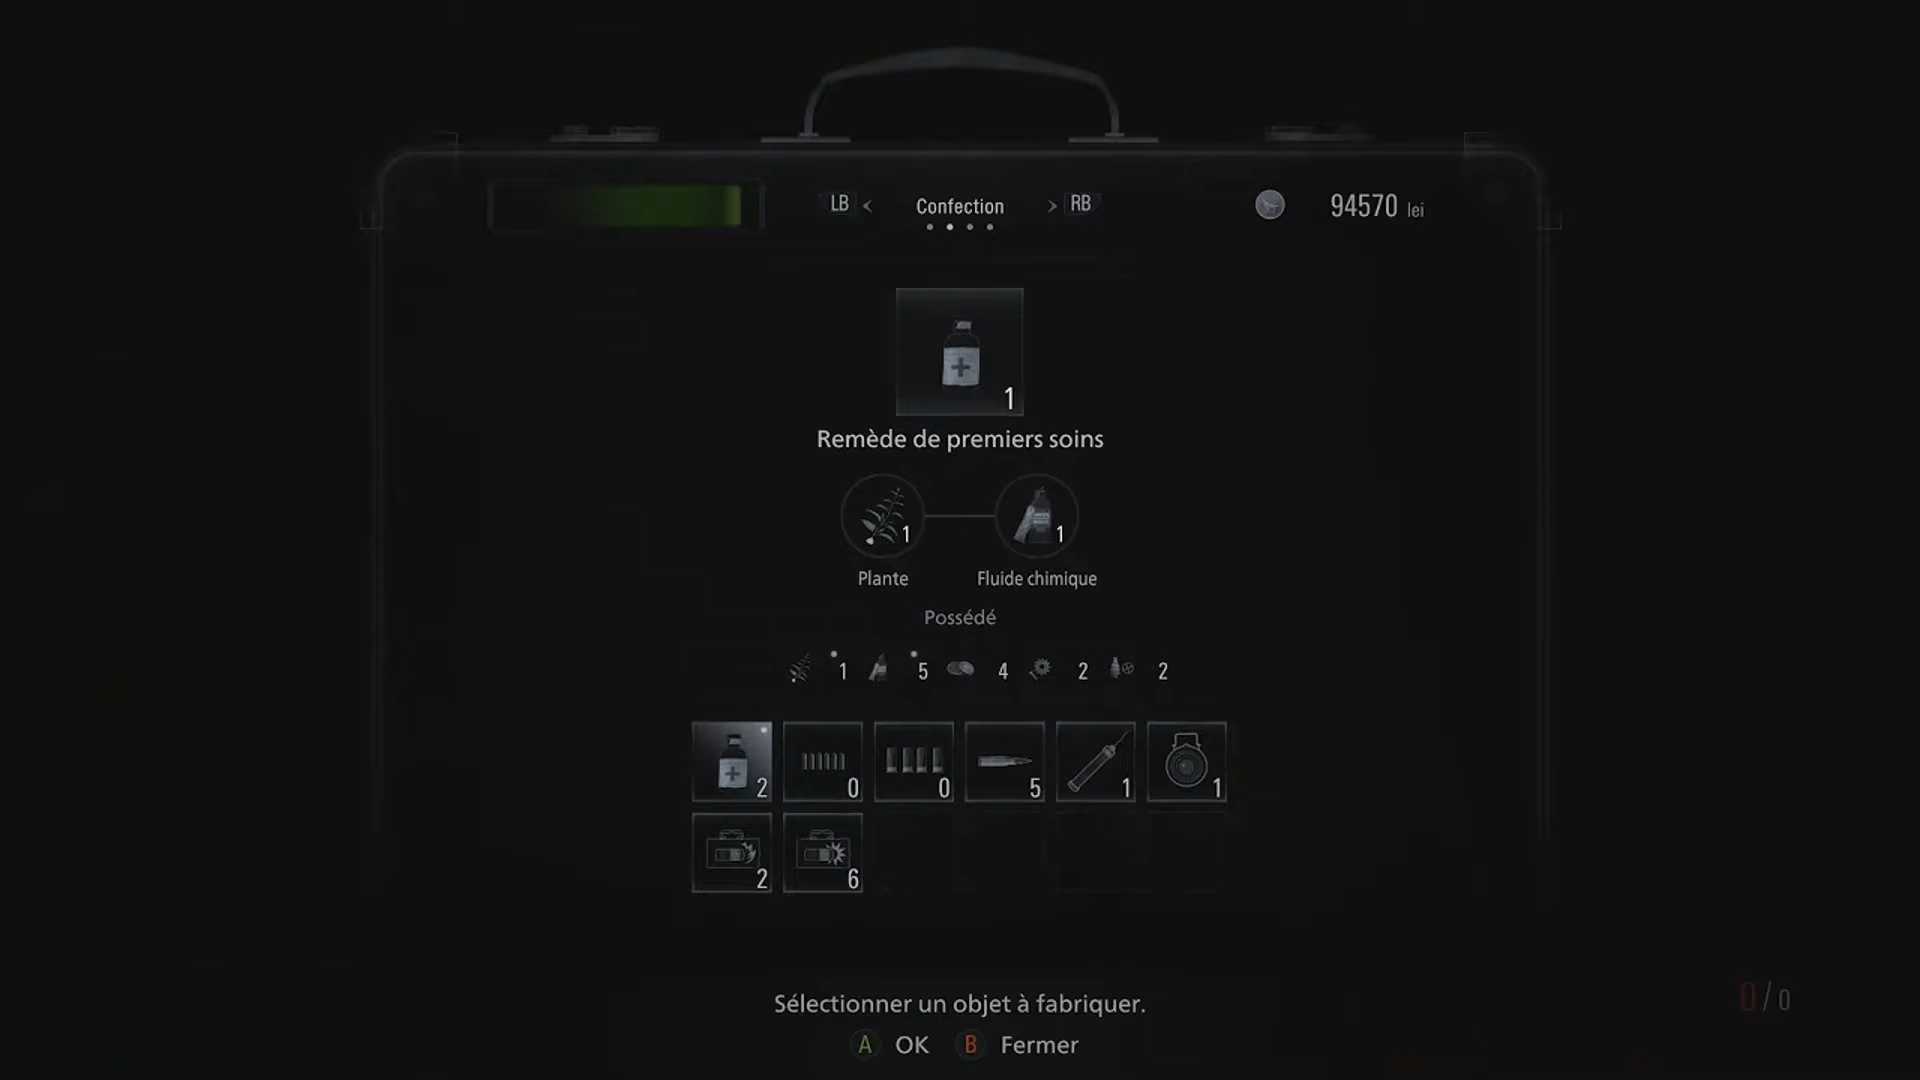 LB < Confection > RB
94570 lei
1
Remède de premiers soins
1 1
Plante Fluide chimique
Possédé
1 5 4 2 2
2 0 0 5 1 1
2 6
Sélectionner un objet à fabriquer.
A OK B Fermer
0/0